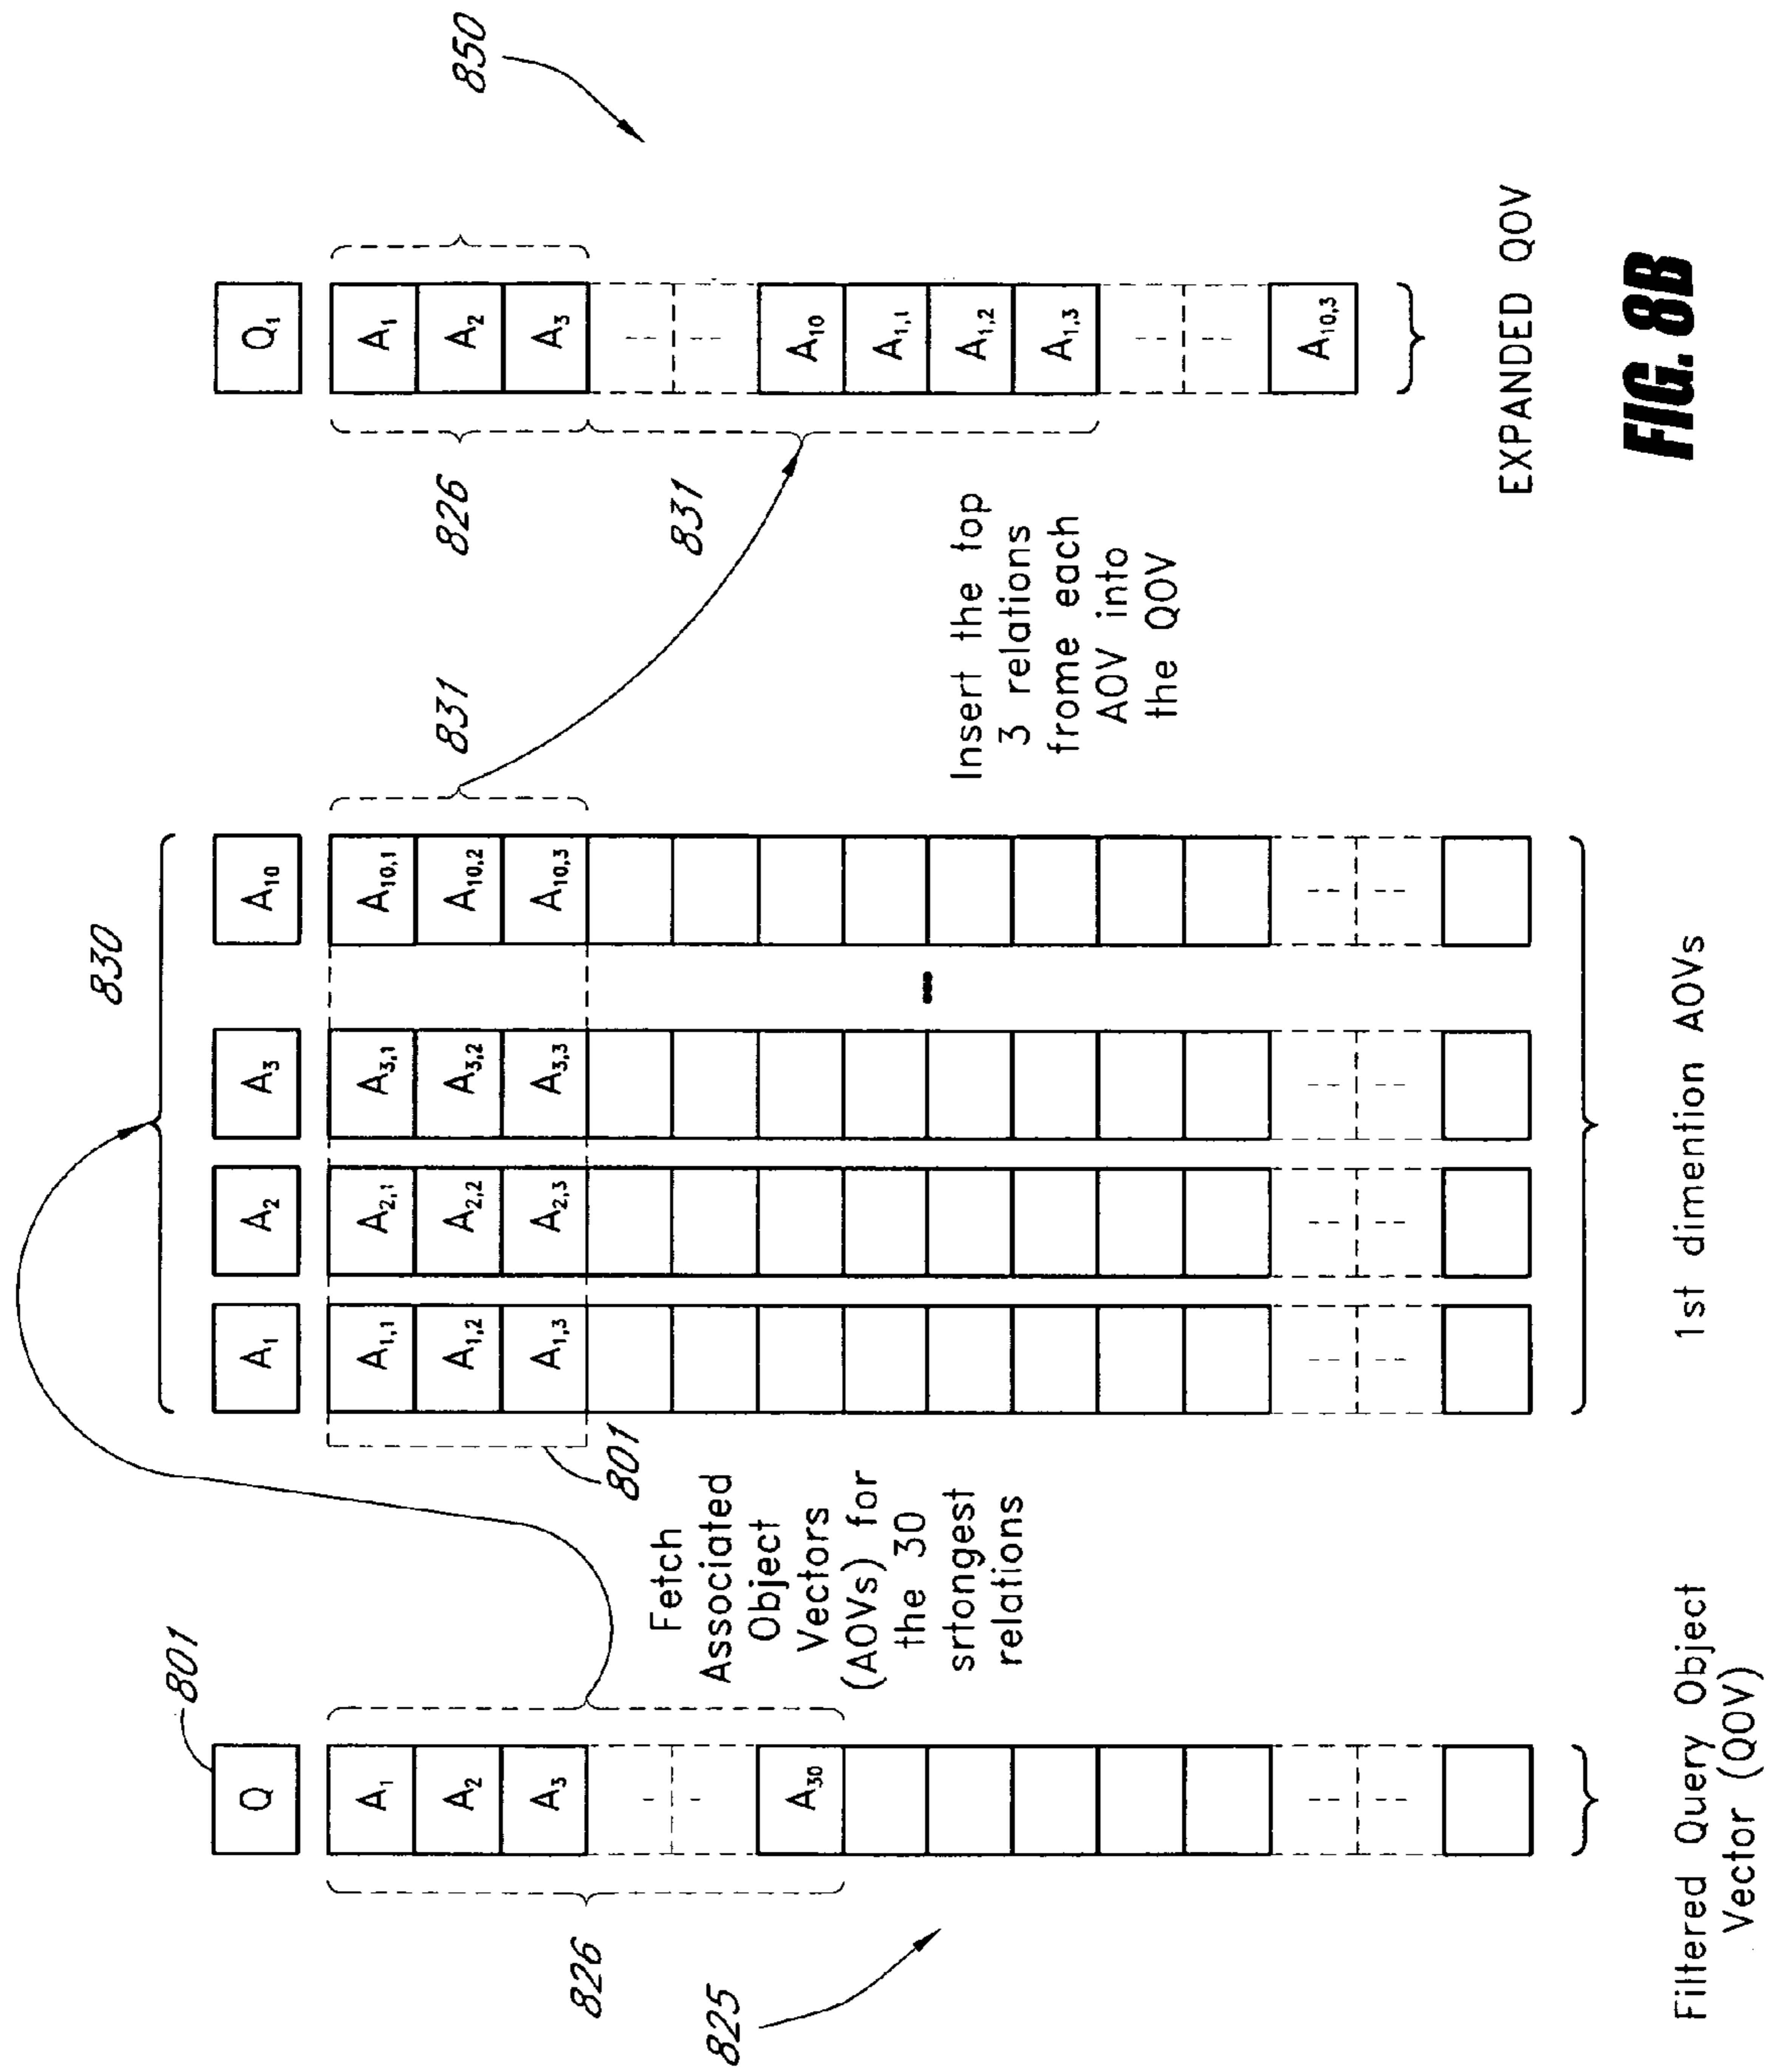 825
826
801
Q
A1
A2
A3
A30
Filtered Query Object
Vector (QOV)
Fetch
Associated
Object
Vectors
(AOVs) for
the 30
srtongest
relations
801
830
A1
A2
A3
A10
A1,1
A2,1
A3,1
A10,1
A1,2
A2,2
A3,2
A10,2
A1,3
A2,3
A3,3
A10,3
1st dimention AOVs
831
Insert the top
3 relations
frome each
AOV into
the QOV
826
831
850
Q1
A1
A2
A3
A10
A1,1
A1,2
A1,3
A10,3
EXPANDED QOV
FIG. 8B